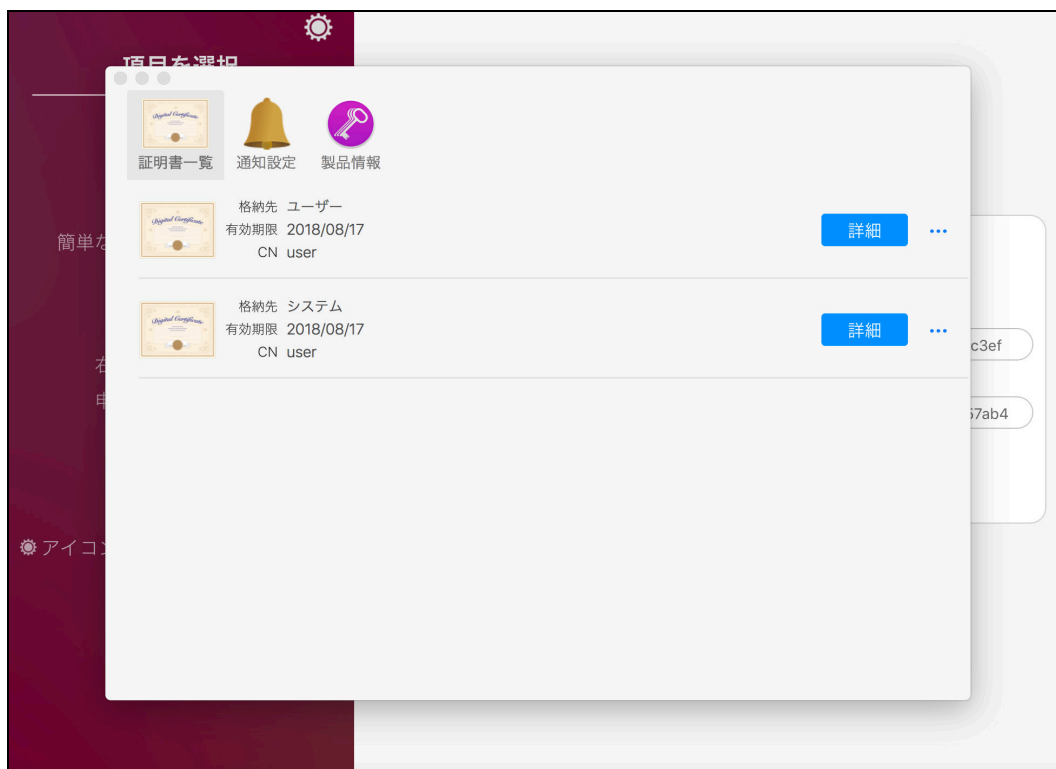 項目を選択
証明書一覧
通知設定
製品情報
格納先 ユーザー
有効期限 2018/08/17
CN user
詳細
格納先 システム
有効期限 2018/08/17
CN user
詳細
簡単な
右
申
アイコン
c3ef
57ab4